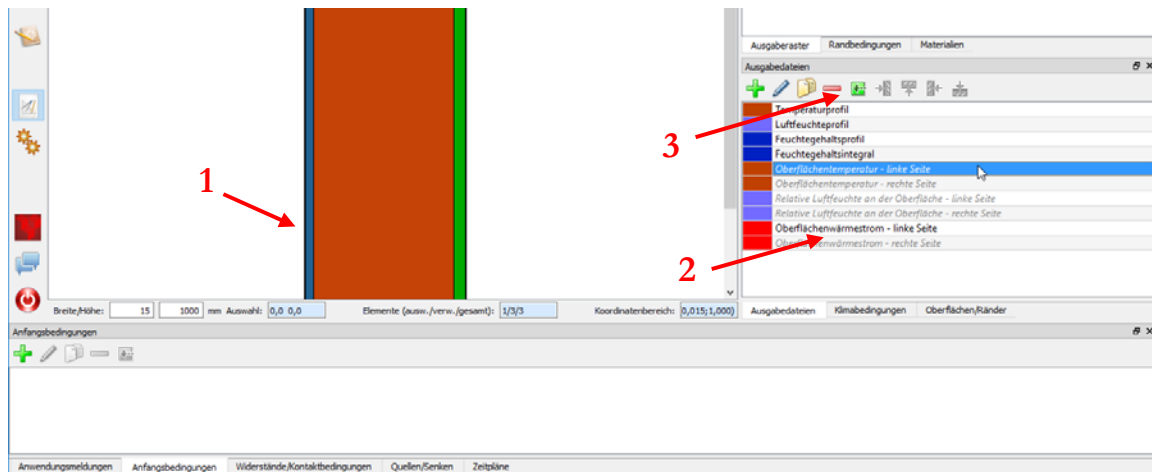 Ausgaberaster Randbedingungen Materialien
Ausgabedateien
Temperaturprofil
Luftfeuchteprofil
Feuchtegehaltsprofil
Feuchtegehaltsintegral
Oberflächentemperatur - linke Seite
Oberflächentemperatur - rechte Seite
Relative Luftfeuchte an der Oberfläche - linke Seite
Relative Luftfeuchte an der Oberfläche - rechte Seite
Oberflächenwärmestrom - linke Seite
Oberflächenwärmestrom - rechte Seite
1
2
3
Breite/Höhe: 15 1000 mm Auswahl: 0,0 0,0 Elemente (ausw./verw./gesamt): 1/3/3 Koordinatenbereich: 0,015;1,000)
Ausgabedateien Klimabedingungen Oberflächen/Ränder
Anfangsbedingungen
Anwendungsmeldungen Anfangsbedingungen Widerstände/Kontaktbedingungen Quellen/Senken Zeitpläne